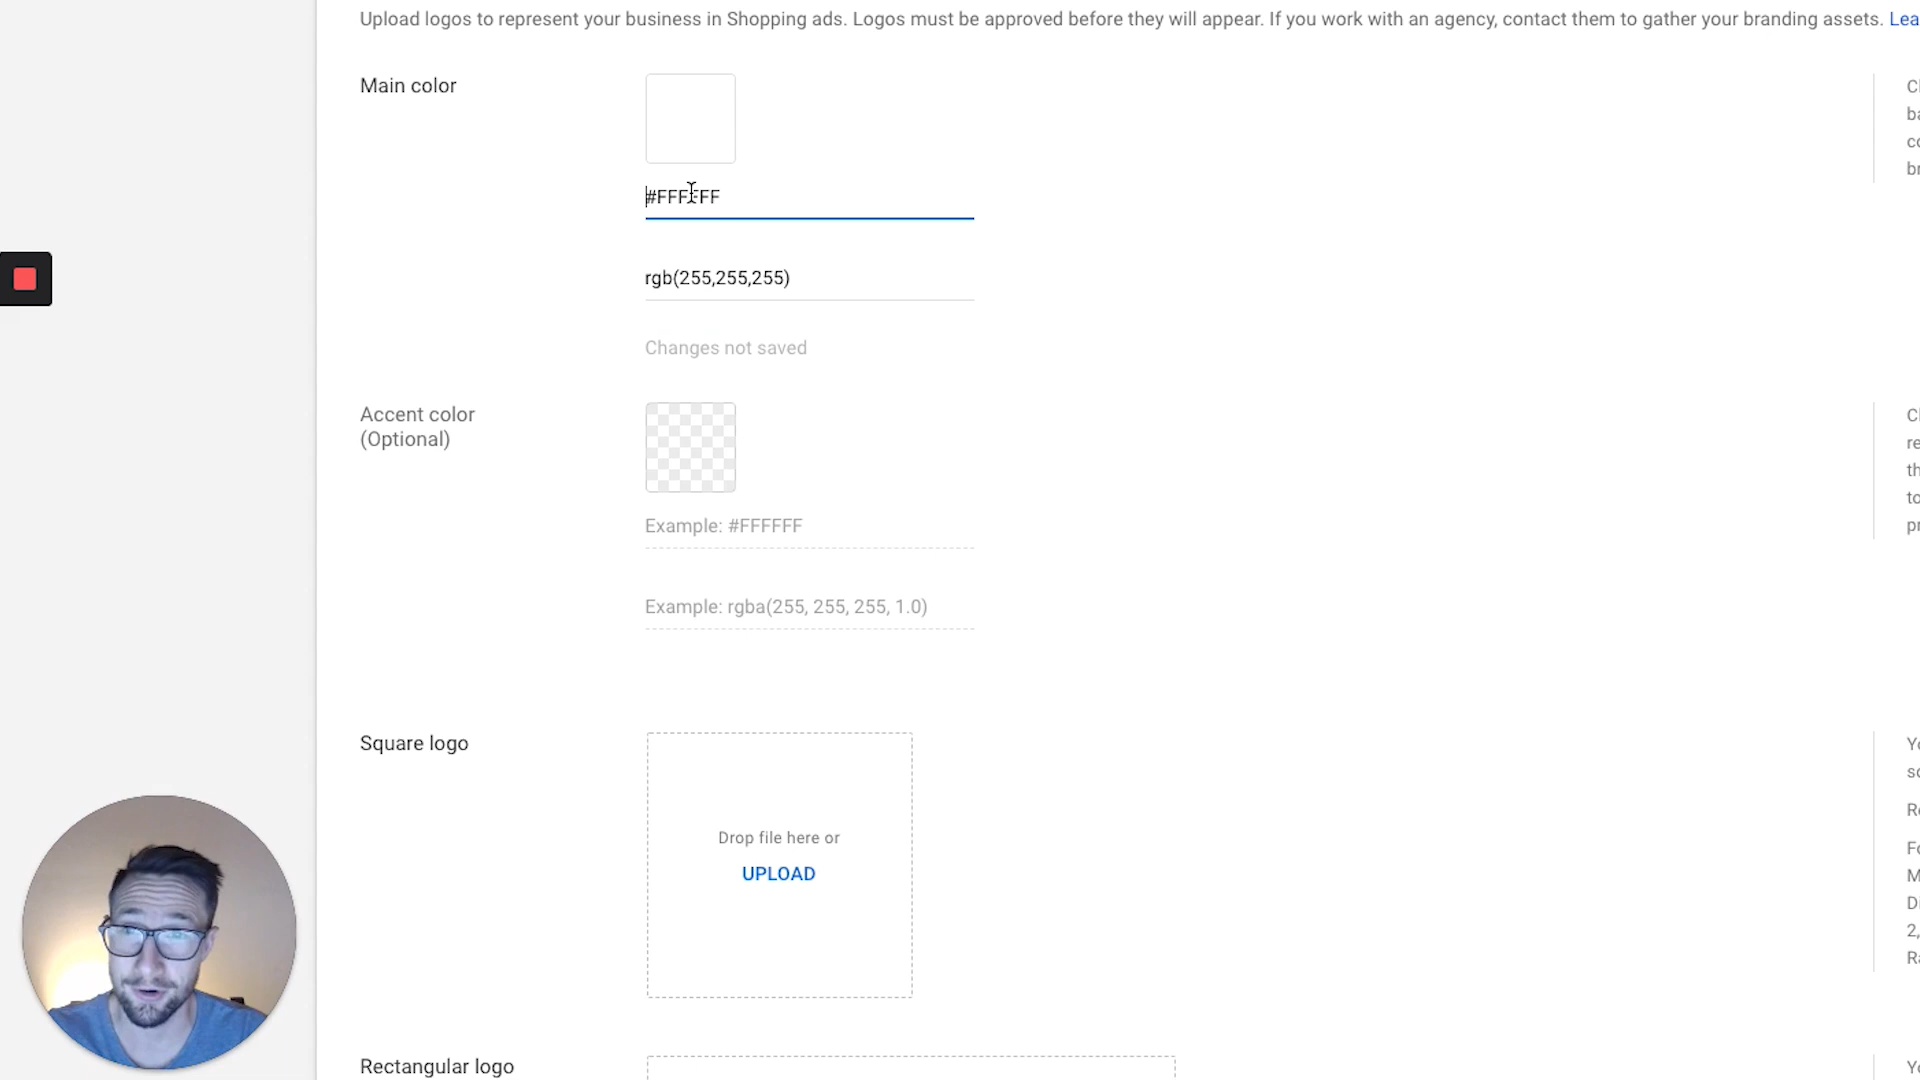 Upload logos to represent your business in Shopping ads. Logos must be approved before they will appear. If you work with an agency, contact them to gather your branding assets.
Main color
#FFFFFF
rgb(255,255,255)
Changes not saved
Accent color
(Optional)
Example: #FFFFFF
Example: rgba(255, 255, 255, 1.0)
Square logo
Drop file here or
UPLOAD
Rectangular logo